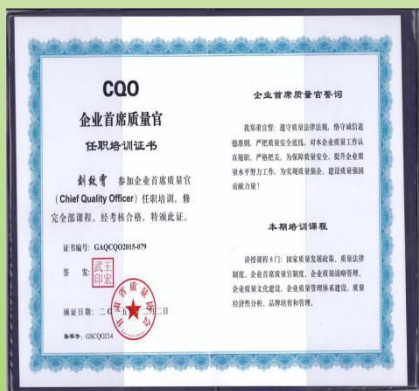 CQO
企业首席质量官
任职培训证书
参加企业首席质量官
(Chief Quality Officer) 任职培训,修
完全部课程。经考核合格,特颁此证。
证书编号: GAQCQO2015-079
签 发:
颁证日期:二〇 五 二月二日
备案号: GSCQO214
企业首席质量官誓词
我郑重宣誓:遵守质量法律法规,恪守诚信道
德准则,严把质量安全底线,对本企业质量工作认
真履职,严格把关,为保障质量安全、提升企业质
量水平努力工作,为实现质量强企、建设质量强国
贡献力量!
本期培训课程
讲授课程8门:国家质量发展政策、质量法律
制度、企业首席质量官制度、企业质量战略管理、
企业质量文化建设、企业质量管理体系建设、质量
经济性分析、品牌培育和管理。